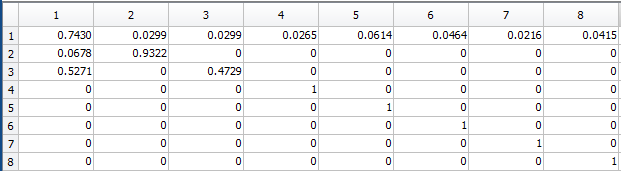 1 2 3 4 5 6 7 8
1 0.7430 0.0299 0.0299 0.0265 0.0614 0.0464 0.0216 0.0415
2 0.0678 0.9322 0 0 0 0 0 0
3 0.5271 0 0.4729 0 0 0 0 0
4 0 0 0 1 0 0 0 0
5 0 0 0 0 1 0 0 0
6 0 0 0 0 0 1 0 0
7 0 0 0 0 0 0 1 0
8 0 0 0 0 0 0 0 1